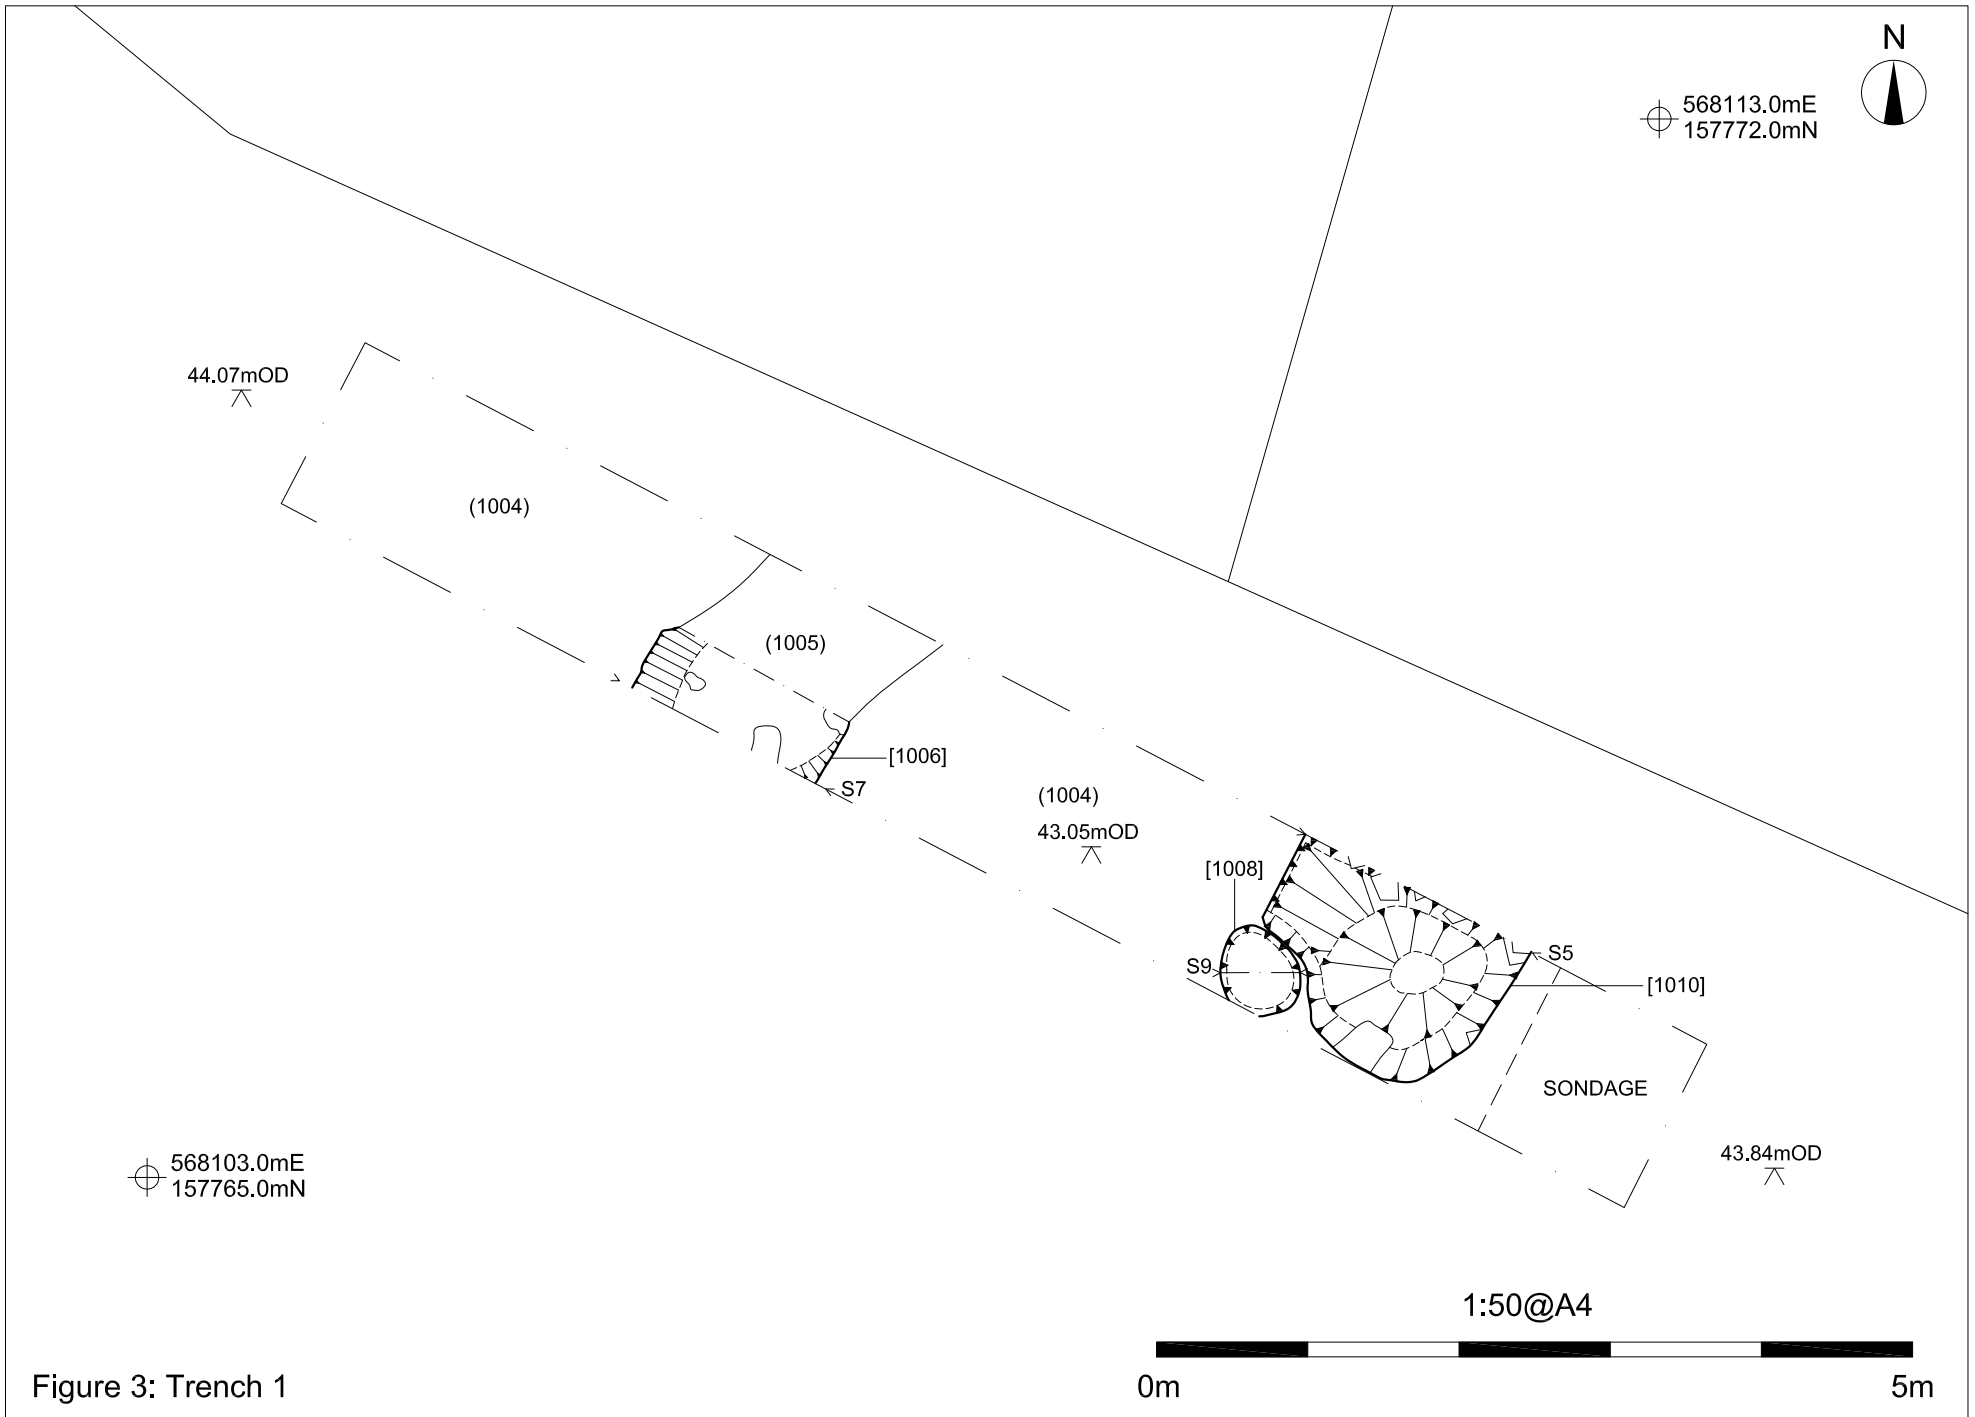 N
568113.0mE
157772.0mN
44.07mOD
(1004)
(1005)
[1006]
S7
(1004)
43.05mOD
[1008]
S9
S5
[1010]
SONDAGE
43.84mOD
568103.0mE
157765.0mN
1:50@A4
0m
5m
Figure 3: Trench 1